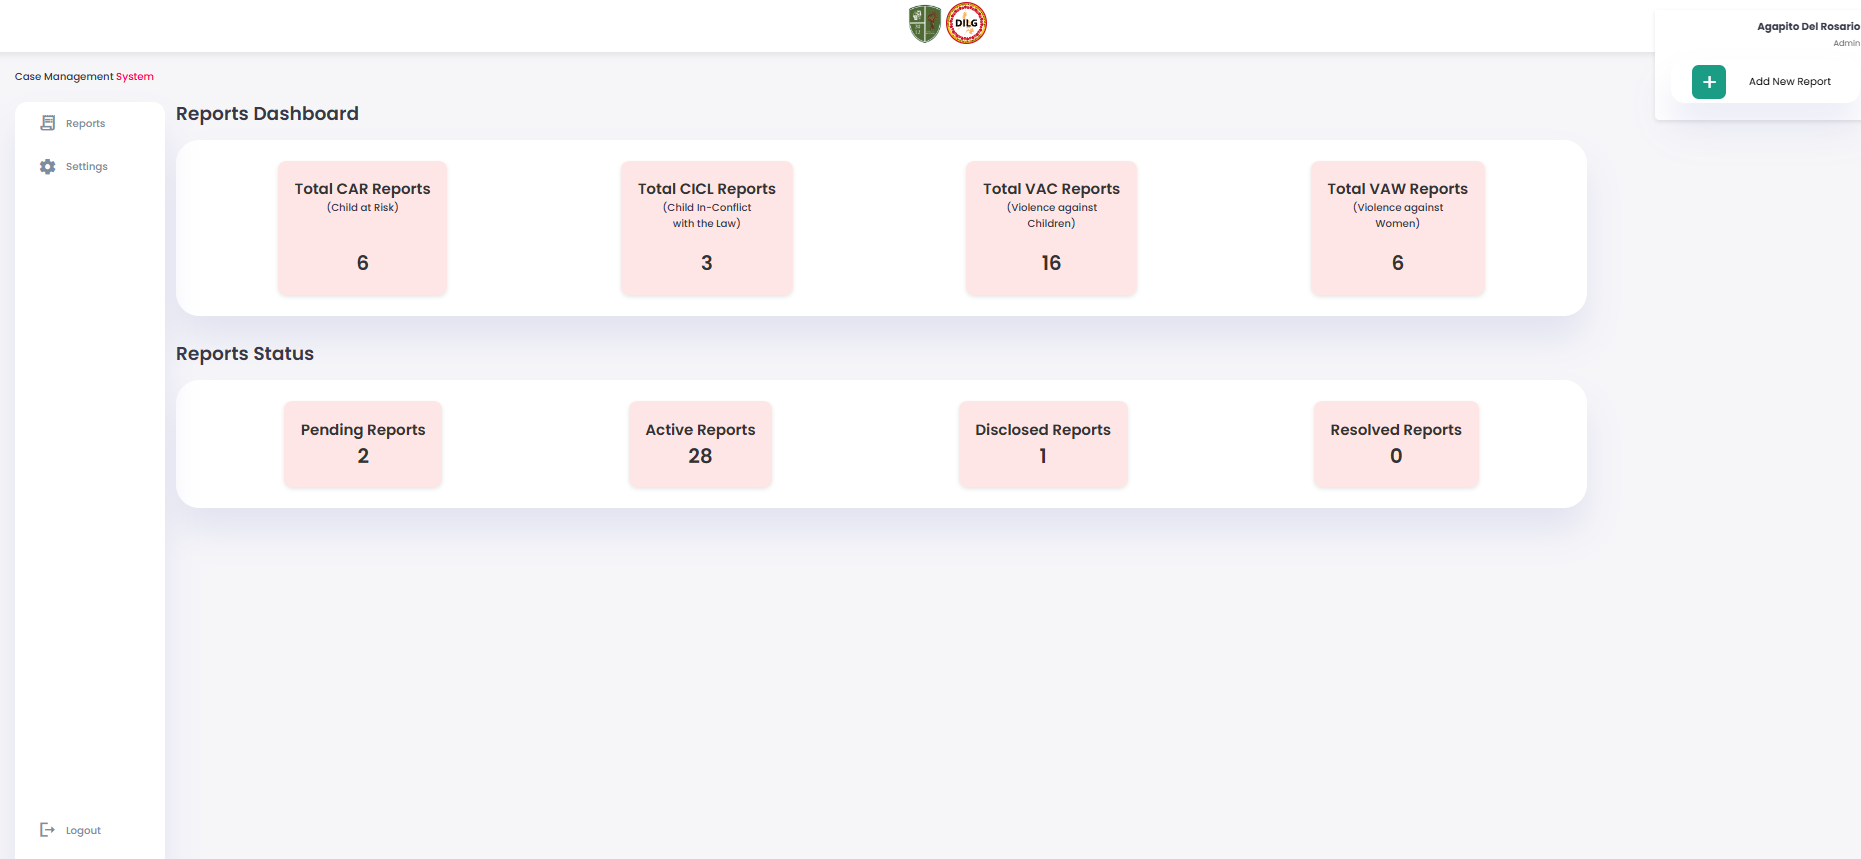 DILG
Agapito Del Rosario
Admin
Add New Report
Case Management System
Reports
Settings
Logout
Reports Dashboard
Total CAR Reports
(Child at Risk)
6
Total CICL Reports
(Child In-Conflict
with the Law)
3
Total VAC Reports
(Violence against
Children)
16
Total VAW Reports
(Violence against
Women)
6
Reports Status
Pending Reports
2
Active Reports
28
Disclosed Reports
1
Resolved Reports
0